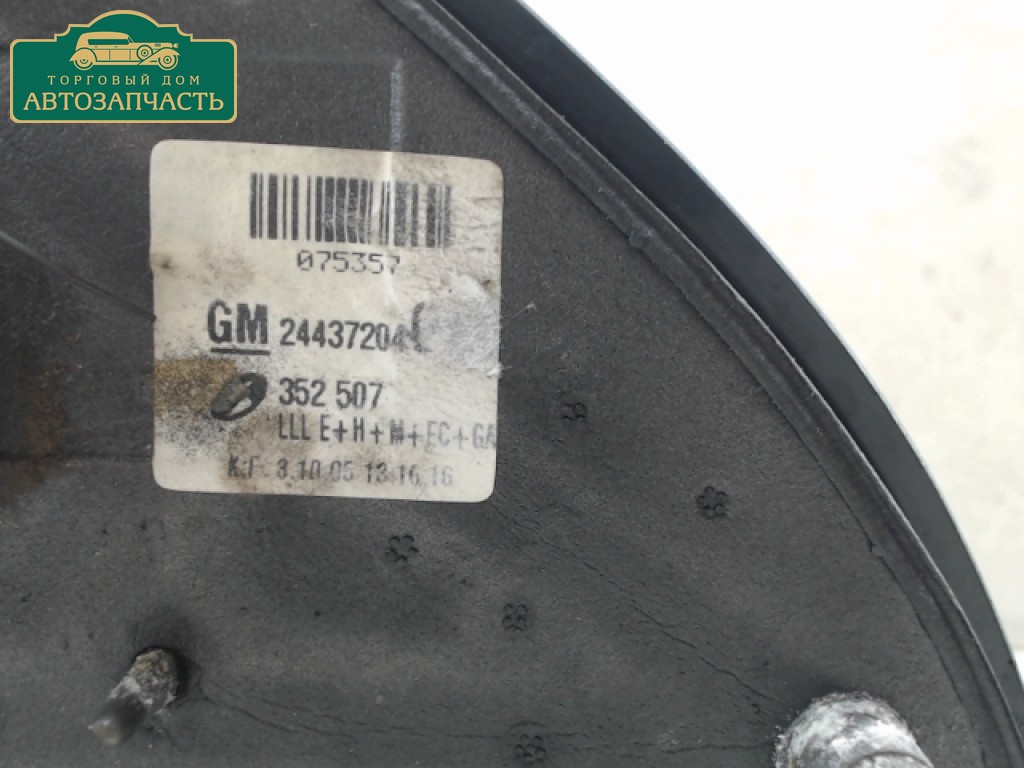 ТОРГОВЫЙ ДОМ
АВТОЗАПЧАСТЬ
075357
GM 24437204
352 507
LLL E+H+M+EC+GA
3.10.05 13.16.16